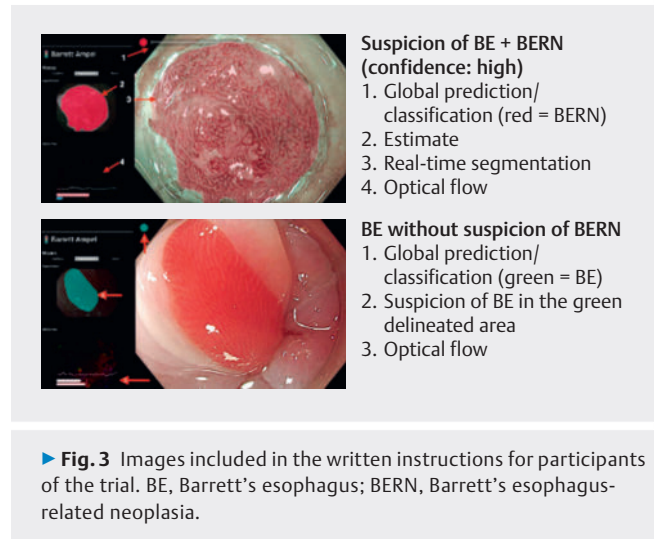 Barrett Ampel
1
2
3
4
Suspicion of BE + BERN
(confidence: high)
1. Global prediction/
classification (red = BERN)
2. Estimate
3. Real-time segmentation
4. Optical flow
Barrett Ampel
BE without suspicion of BERN
1. Global prediction/
classification (green = BE)
2. Suspicion of BE in the green
delineated area
3. Optical flow
▶ Fig. 3 Images included in the written instructions for participants
of the trial. BE, Barrett’s esophagus; BERN, Barrett’s esophagus-
related neoplasia.